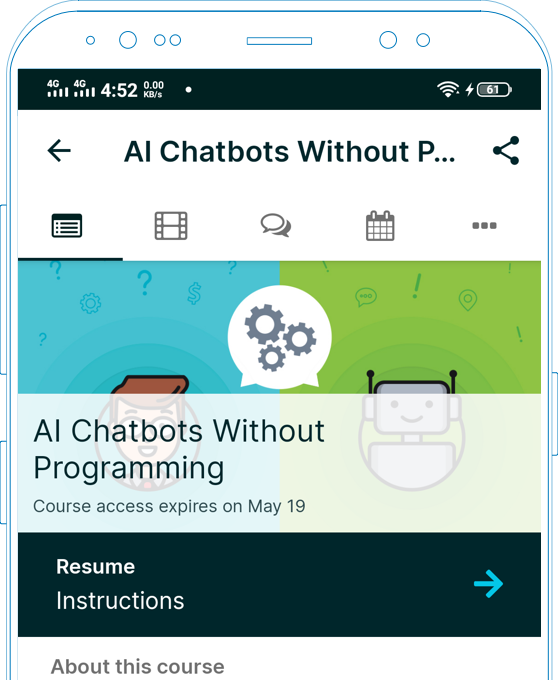 4G 4G 4:52 0.00 KB/s 61
AI Chatbots Without P...
AI Chatbots Without
Programming
Course access expires on May 19
Resume
Instructions
About this course